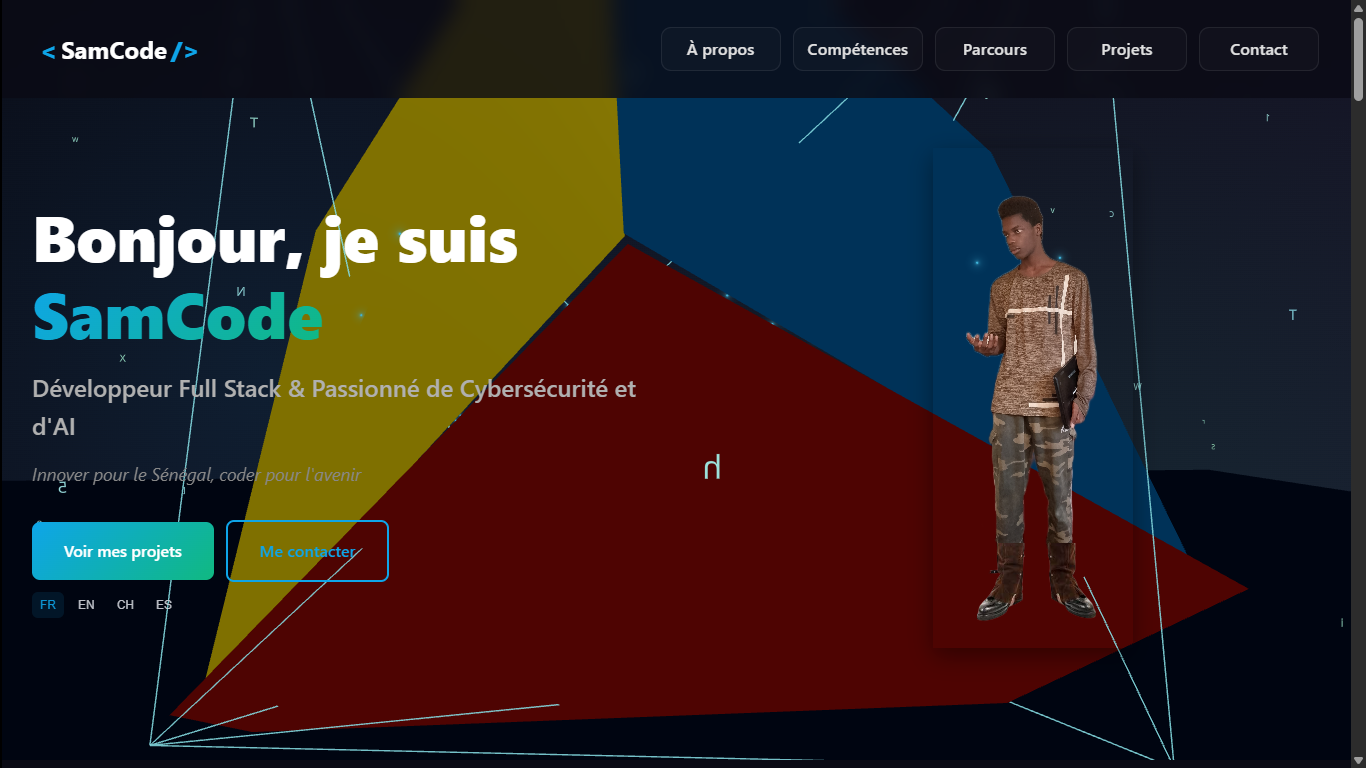 < SamCode />
À propos
Compétences
Parcours
Projets
Contact
Bonjour, je suis
SamCode
Développeur Full Stack & Passionné de Cybersécurité et
d'AI
Innover pour le Sénégal, coder pour l'avenir
Voir mes projets
Me contacter
FR
EN
CH
ES